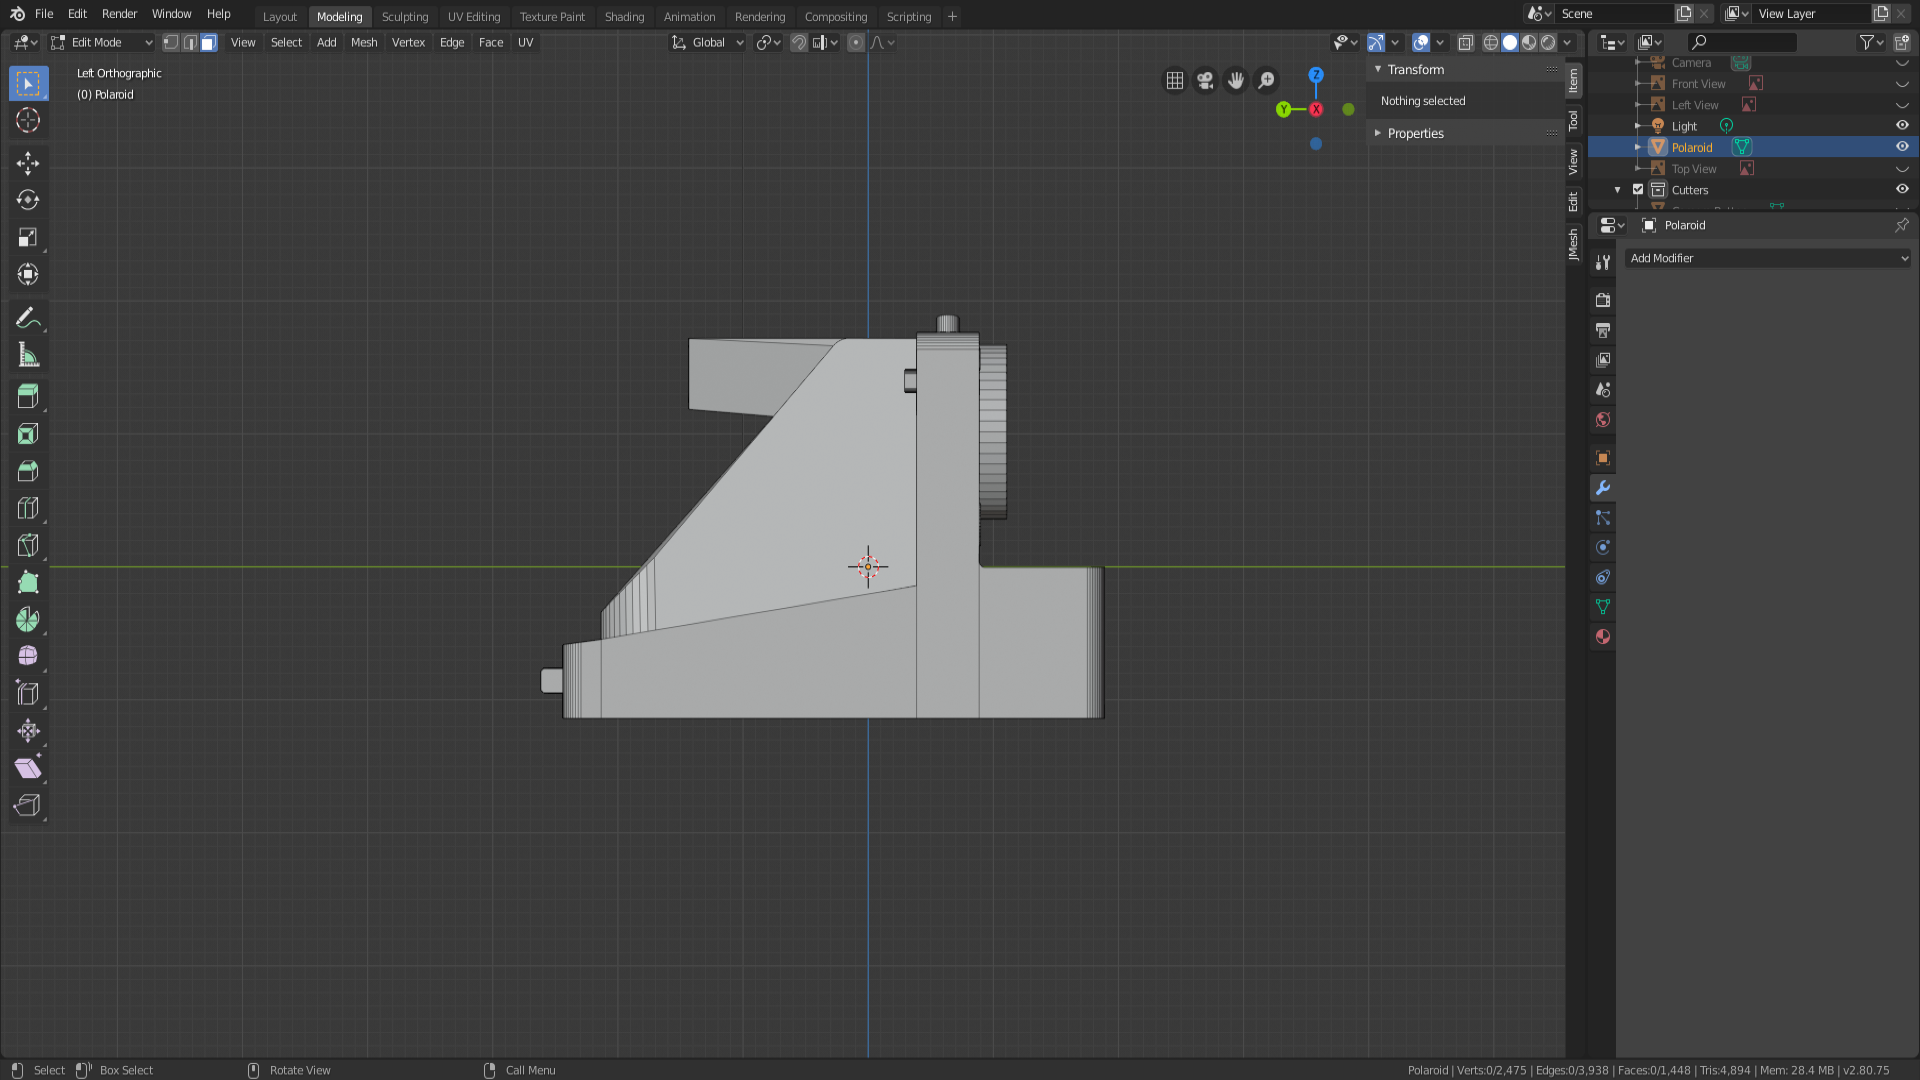 File Edit Render Window Help Layout Modeling Sculpting UV Editing Texture Paint Shading Animation Rendering Compositing Scripting + Scene View Layer
Edit Mode View Select Add Mesh Vertex Edge Face UV Global
Left Orthographic
(0) Polaroid
Z
Y
X
Transform
Nothing selected
Properties
Item
Tool
View
Edit
JMesh
Camera
Front View
Left View
Light
Polaroid
Top View
Cutters
Polaroid
Add Modifier
Select Box Select Rotate View Call Menu
Polaroid | Verts:0/2,475 | Edges:0/3,938 | Faces:0/1,448 | Tris:4,894 | Mem: 28.4 MB | v2.80.75